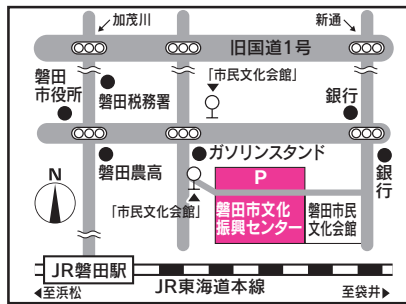 加茂川
新通
旧国道1号
磐田
市役所
磐田税務署
「市民文化会館」
銀行
ガソリンスタンド
N
磐田農高
P
銀行
「市民文化会館」
磐田市文化
振興センター
磐田市民
文化会館
JR磐田駅
JR東海道本線
至浜松
至袋井